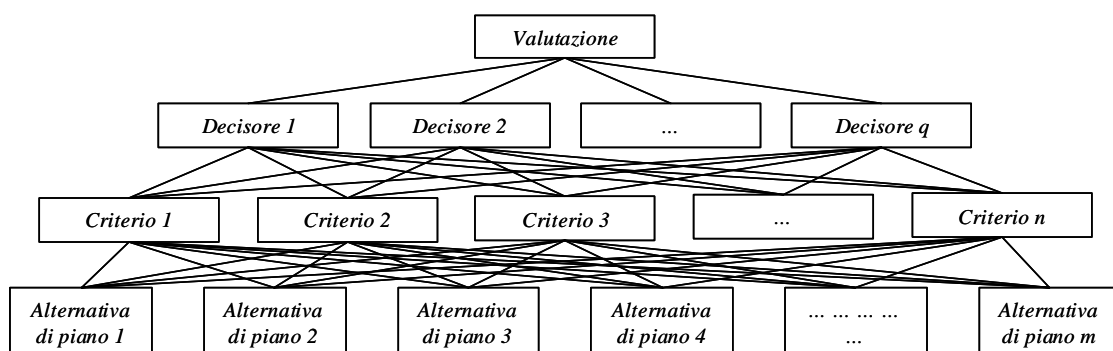 Valutazione
Decisore 1
Decisore 2
...
Decisore q
Criterio 1
Criterio 2
Criterio 3
...
Criterio n
Alternativa
di piano 1
Alternativa
di piano 2
Alternativa
di piano 3
Alternativa
di piano 4
... ... ... ...
...
Alternativa
di piano m